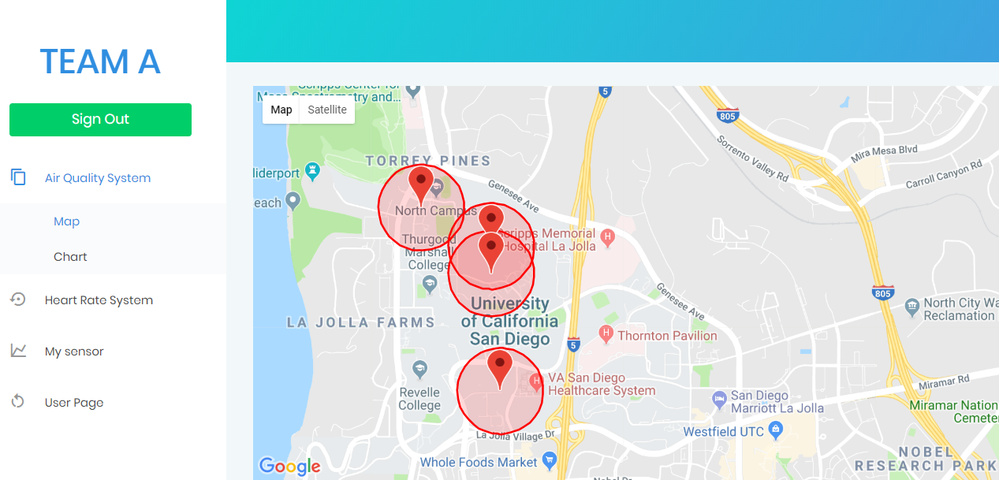 TEAM A
Sign Out
Air Quality System
Map
Chart
Heart Rate System
My sensor
User Page
Scripps Center for
Mass Spectrometry and...
Map
Satellite
5
805
Mira Mesa Blvd
Sorrento Valley Rd
Carroll Canyon Rd
TORREY PINES
liderport
each
Genesee Ave
North Campus
Thurgood
Marshall
College
Scripps Memorial
Hospital La Jolla
H
Genesee Ave
805
North City Wa
Reclamation
University
of California
San Diego
LA JOLLA FARMS
H
Thornton Pavilion
5
H
VA San Diego
Healthcare System
Revelle
College
San Diego
Marriott La Jolla
Miramar Rd
Miramar Nation
Cemete
La Jolla Village Dr
Westfield UTC
Whole Foods Market
NOBEL
RESEARCH PARK
Nobel Dr
Google